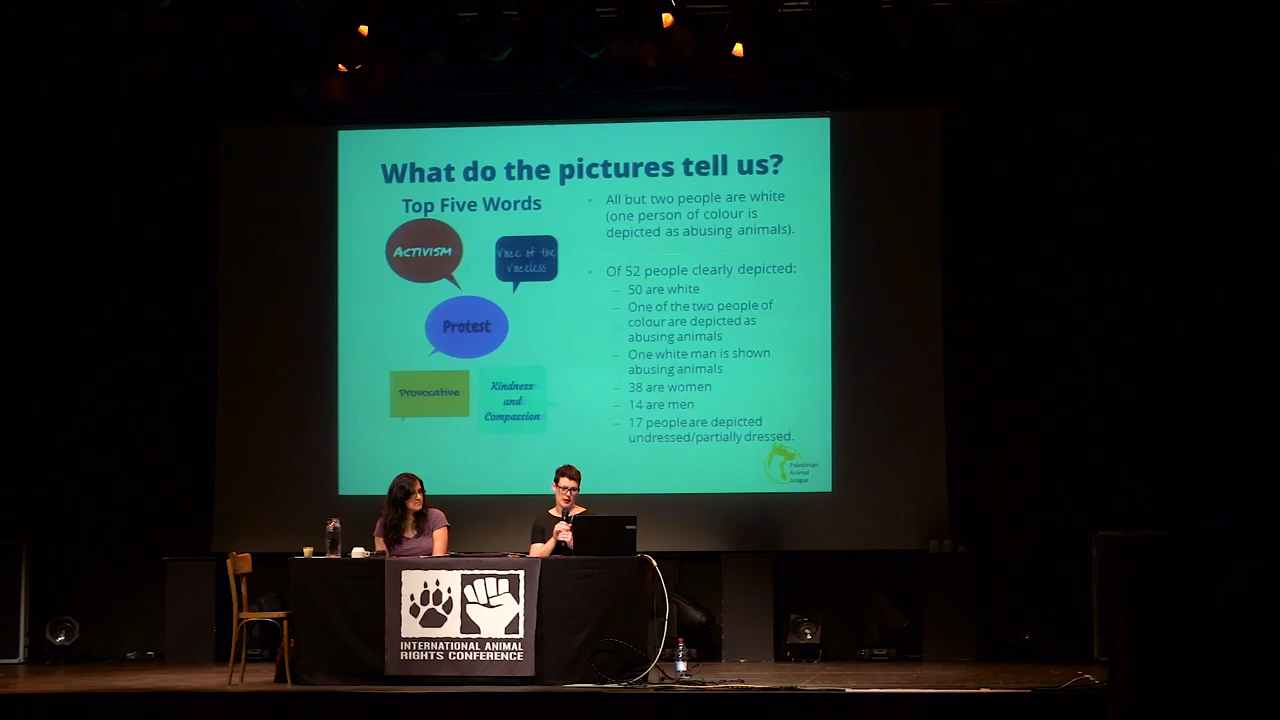 What do the pictures tell us?
Top Five Words
ACTIVISM
Voice of the
Voiceless
Protest
Provocative
Kindness
and
Compassion
• All but two people are white
(one person of colour is
depicted as abusing animals).
• Of 52 people clearly depicted:
– 50 are white
– One of the two people of
colour are depicted as
abusing animals
– One white man is shown
abusing animals
– 38 are women
– 14 are men
– 17 people are depicted
undressed/partially dressed.
Palestinian
Animal
League
INTERNATIONAL ANIMAL
RIGHTS CONFERENCE